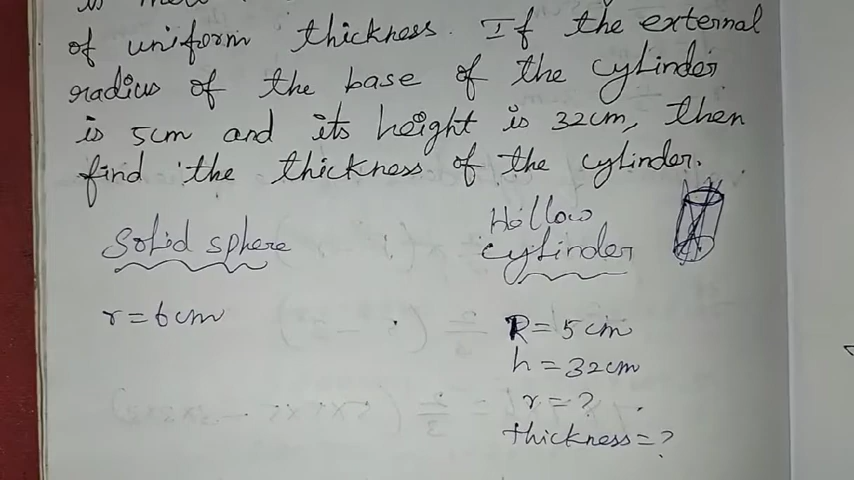 of uniform thickness. If the external
radius of the base of the cylinder
is 5cm and its height is 32cm, then
find the thickness of the cylinder.
Solid sphere
r=6cm
Hollow
cylinder
R=5cm
h=32cm
r=?
thickness=?